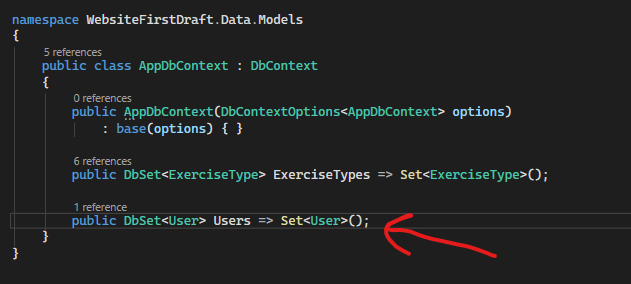 namespace WebsiteFirstDraft.Data.Models
{
5 references
public class AppDbContext : DbContext
{
0 references
public AppDbContext(DbContextOptions<AppDbContext> options)
: base(options) { }
6 references
public DbSet<ExerciseType> ExerciseTypes => Set<ExerciseType>();
1 reference
public DbSet<User> Users => Set<User>();
}
}